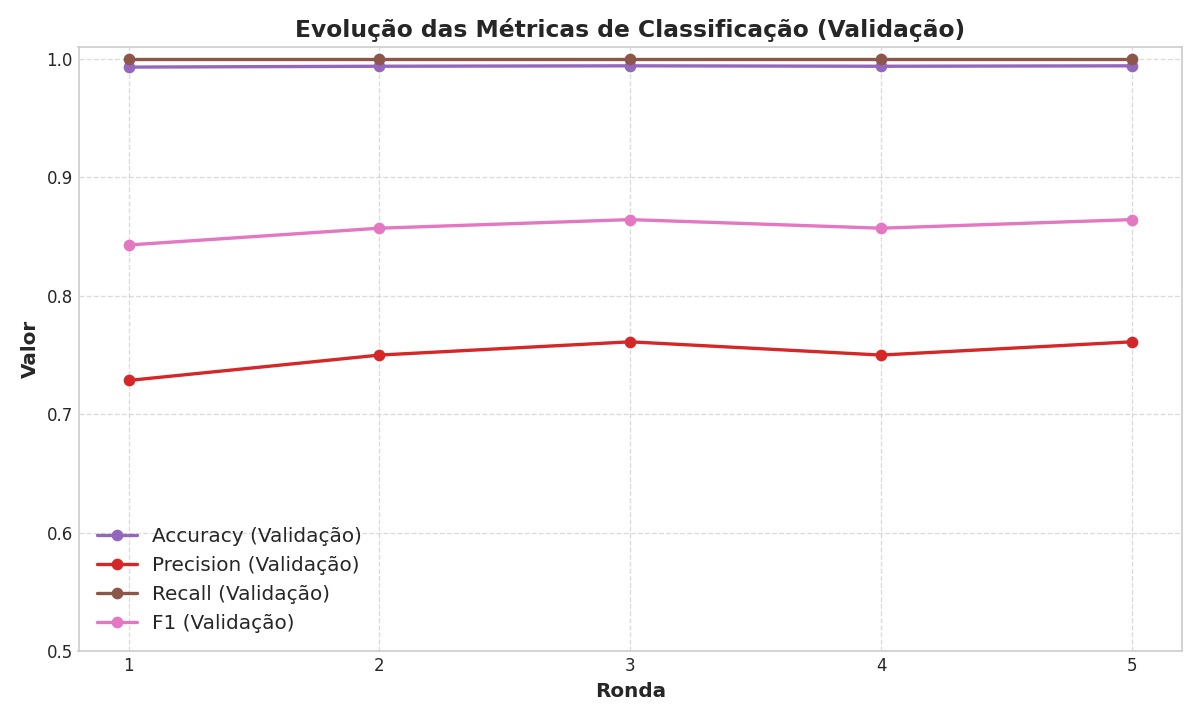 Evolução das Métricas de Classificação (Validação)
1.0
0.9
0.8
0.7
0.6
0.5
Valor
Accuracy (Validação)
Precision (Validação)
Recall (Validação)
F1 (Validação)
1 2 3 4 5
Ronda